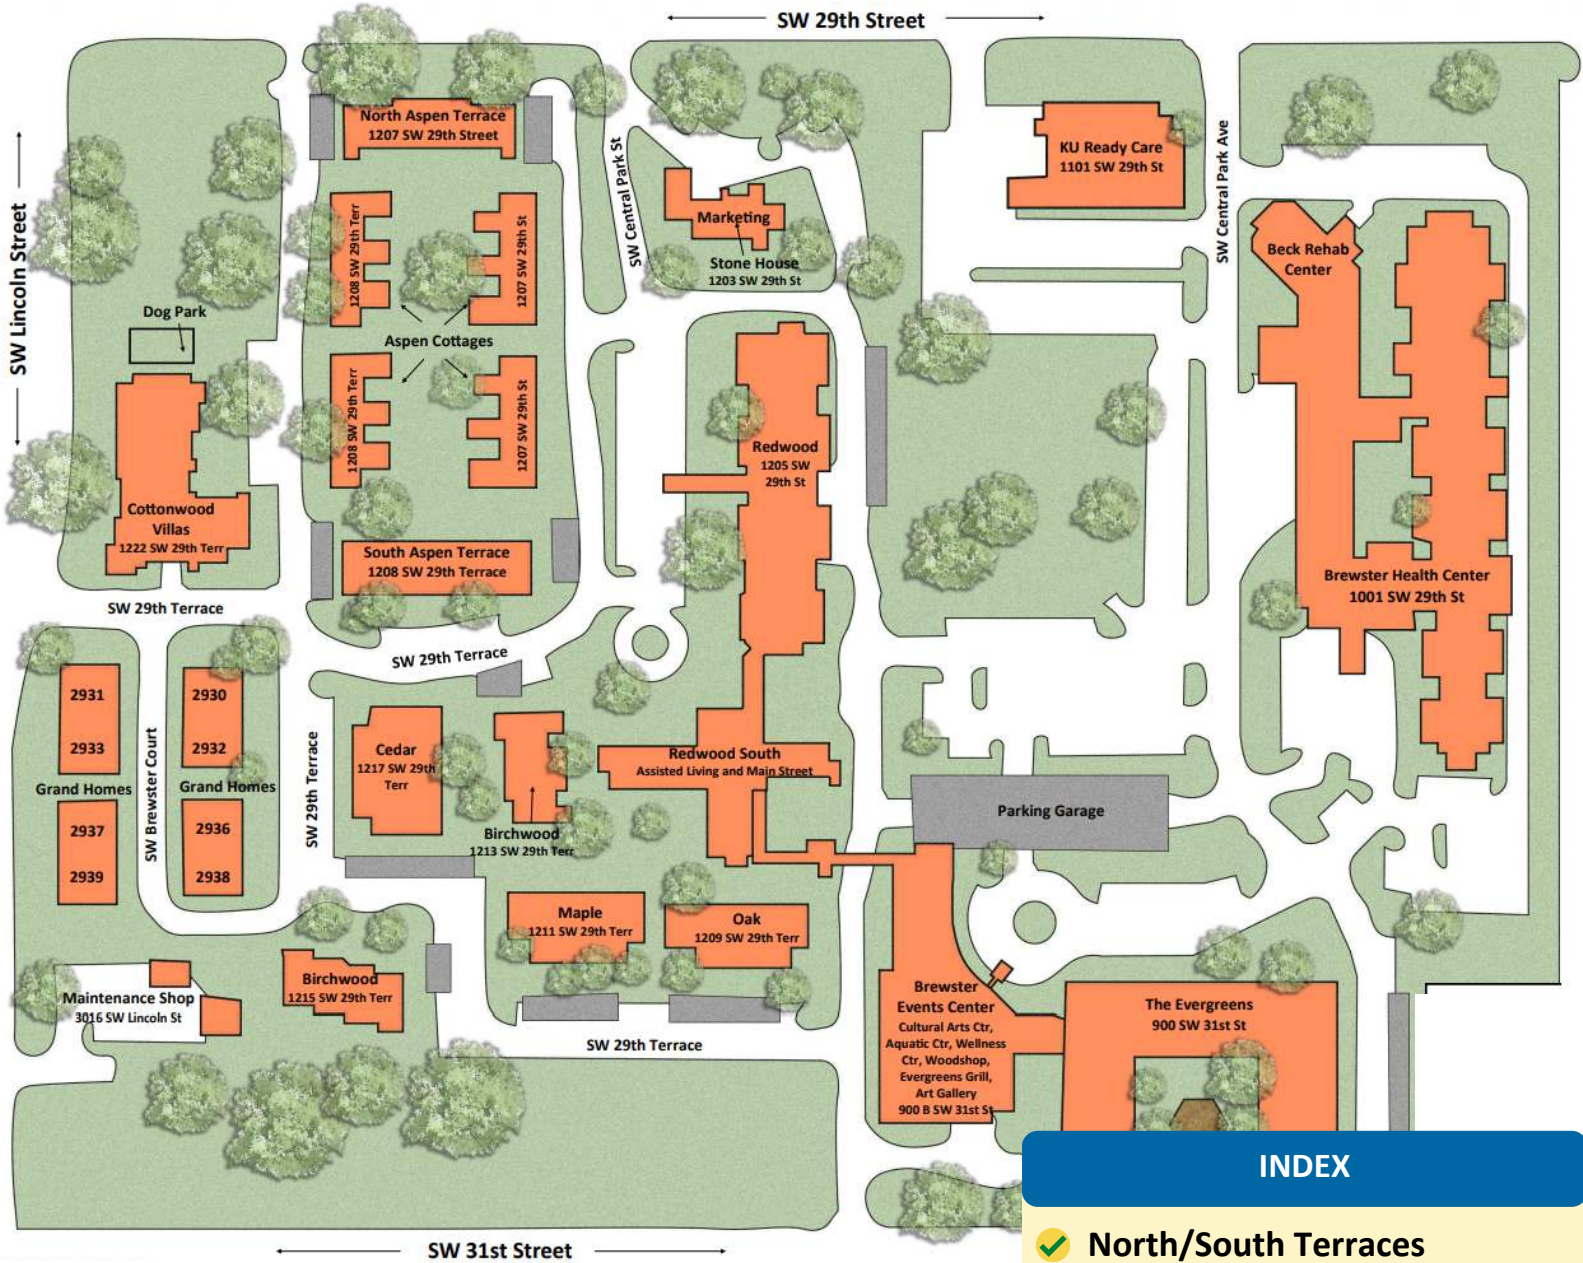 SW 29th Street
North Aspen Terrace
1207 SW 29th Street
KU Ready Care
1101 SW 29th St
SW Central Park St
SW Central Park Ave
SW Lincoln Street
Marketing
Stone House
1203 SW 29th St
Beck Rehab
Center
1208 SW 29th Terr
1207 SW 29th St
Dog Park
Aspen Cottages
1208 SW 29th Terr
1207 SW 29th St
Redwood
1205 SW
29th St
Cottonwood
Villas
1222 SW 29th Terr
South Aspen Terrace
1208 SW 29th Terrace
Brewster Health Center
1001 SW 29th St
SW 29th Terrace
SW 29th Terrace
2931
2933
Grand Homes
2937
2939
SW Brewster Court
2930
2932
Grand Homes
2936
2938
SW 29th Terrace
Cedar
1217 SW 29th
Terr
Birchwood
1213 SW 29th Terr
Redwood South
Assisted Living and Main Street
Parking Garage
Maple
1211 SW 29th Terr
Oak
1209 SW 29th Terr
Maintenance Shop
3016 SW Lincoln St
Birchwood
1215 SW 29th Terr
SW 29th Terrace
Brewster
Events Center
Cultural Arts Ctr,
Aquatic Ctr, Wellness
Ctr, Woodshop,
Evergreens Grill,
Art Gallery
900 B SW 31st St
The Evergreens
900 SW 31st St
SW 31st Street
INDEX
North/South Terraces